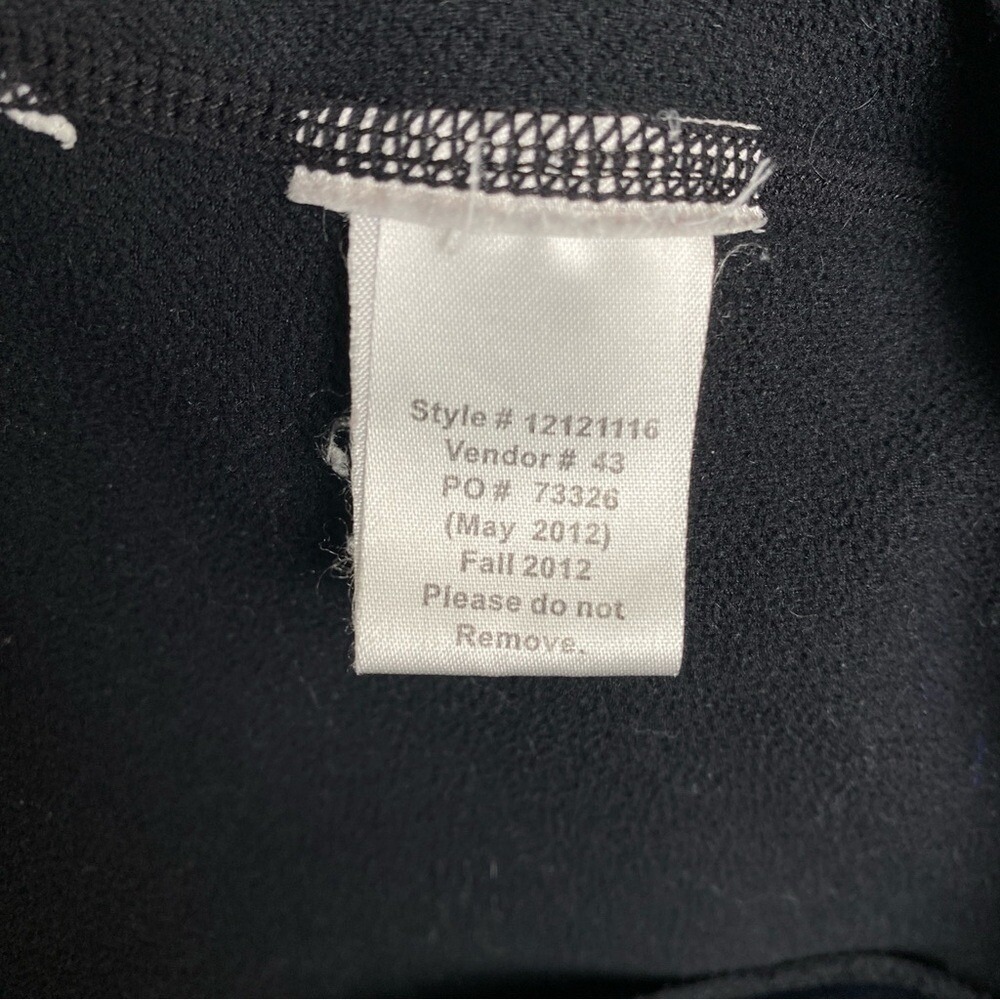 Style # 12121116
Vendor # 43
PO # 73326
(May 2012)
Fall 2012
Please do not
Remove.